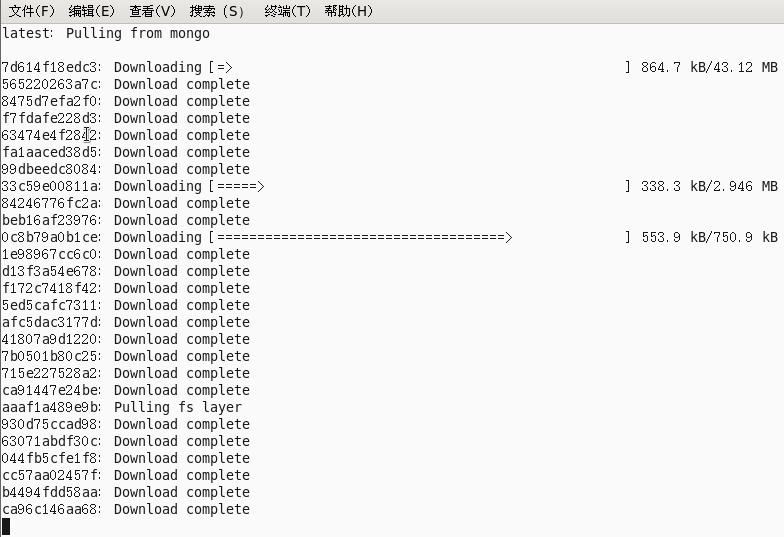 文件(F) 编辑(E) 查看(V) 搜索 (S) 终端(T) 帮助(H)
latest: Pulling from mongo
7d614f18edc3: Downloading [=> ] 864.7 kB/43.12 MB
565220263a7c: Download complete
8475d7efa2f0: Download complete
f7fdafe228d3: Download complete
63474e4f2842: Download complete
fa1aaced38d5: Download complete
99dbeedc8084: Download complete
33c59e00811a: Downloading [=====> ] 338.3 kB/2.946 MB
84246776fc2a: Download complete
beb16af23976: Download complete
0c8b79a0b1ce: Downloading [====================================> ] 553.9 kB/750.9 kB
1e98967cc6c0: Download complete
d13f3a54e678: Download complete
f172c7418f42: Download complete
5ed5cafc7311: Download complete
afc5dac3177d: Download complete
41807a9d1220: Download complete
7b0501b80c25: Download complete
715e227528a2: Download complete
ca91447e24be: Download complete
aaaf1a489e9b: Pulling fs layer
930d75ccad98: Download complete
63071abdf30c: Download complete
044fb5cfe1f8: Download complete
cc57aa02457f: Download complete
b4494fdd58aa: Download complete
ca96c146aa68: Download complete